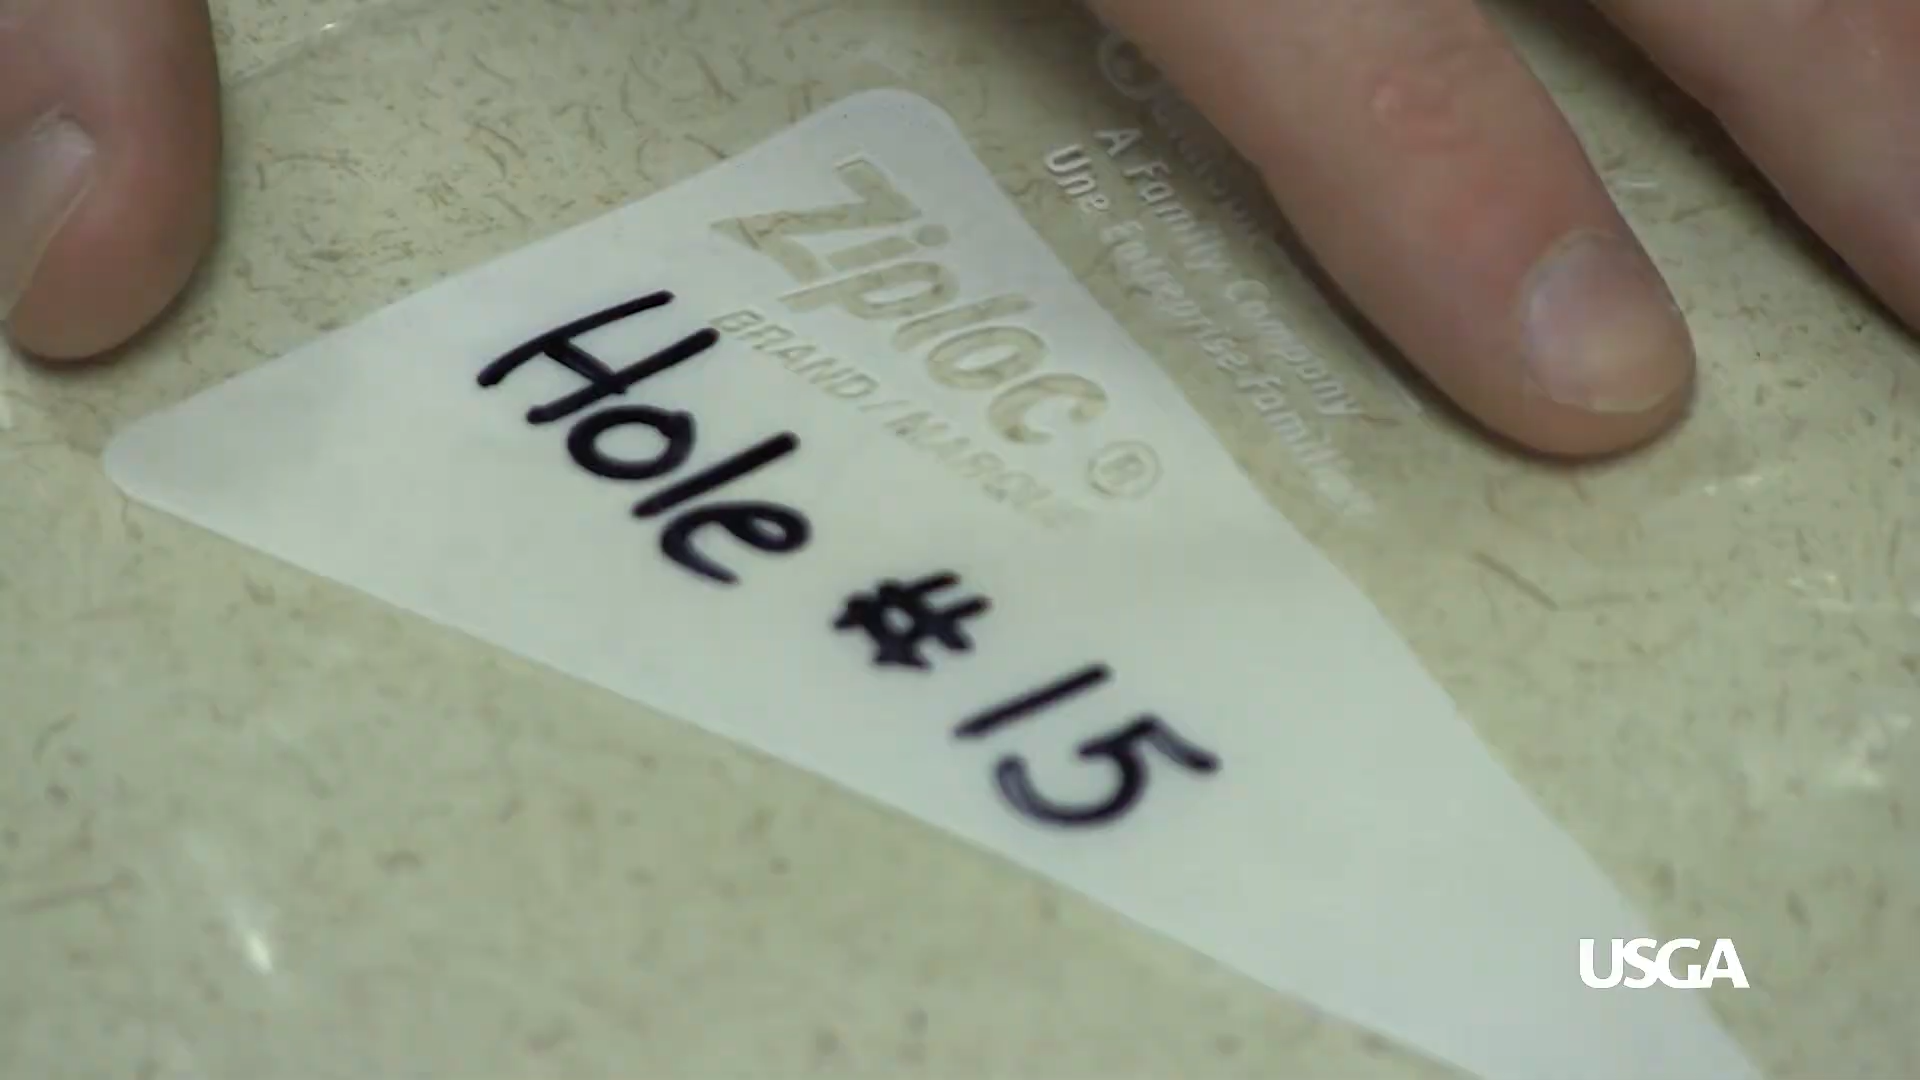 Ziploc®
BRAND / MARQUE
A Family Company
Une Entreprise Familiale
Hole # 15
USGA